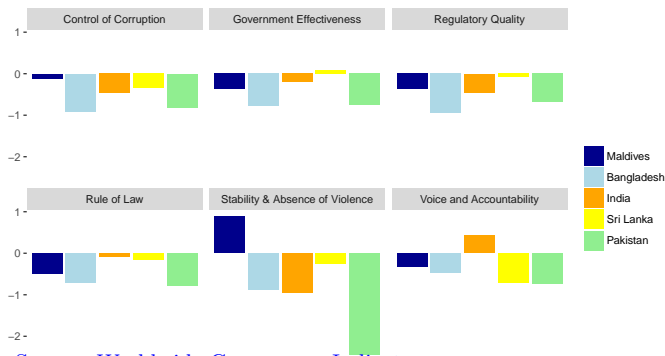 Control of Corruption
Government Effectiveness
Regulatory Quality
1
0
−1
−2
Rule of Law
Stability & Absence of Violence
Voice and Accountability
1
0
−1
−2
Maldives
Bangladesh
India
Sri Lanka
Pakistan